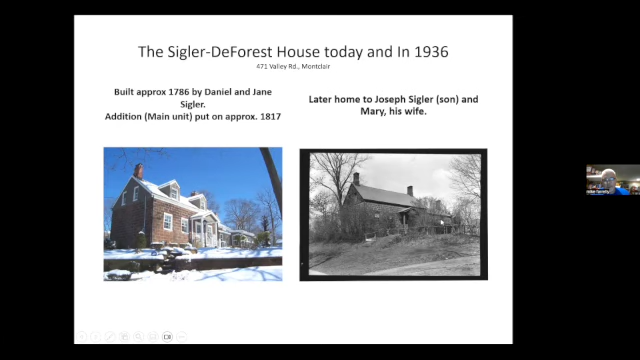 The Sigler-DeForest House today and In 1936
471 Valley Rd., Montclair
Built approx 1786 by Daniel and Jane
Sigler.
Addition (Main unit) put on approx. 1817
Later home to Joseph Sigler (son) and
Mary, his wife.